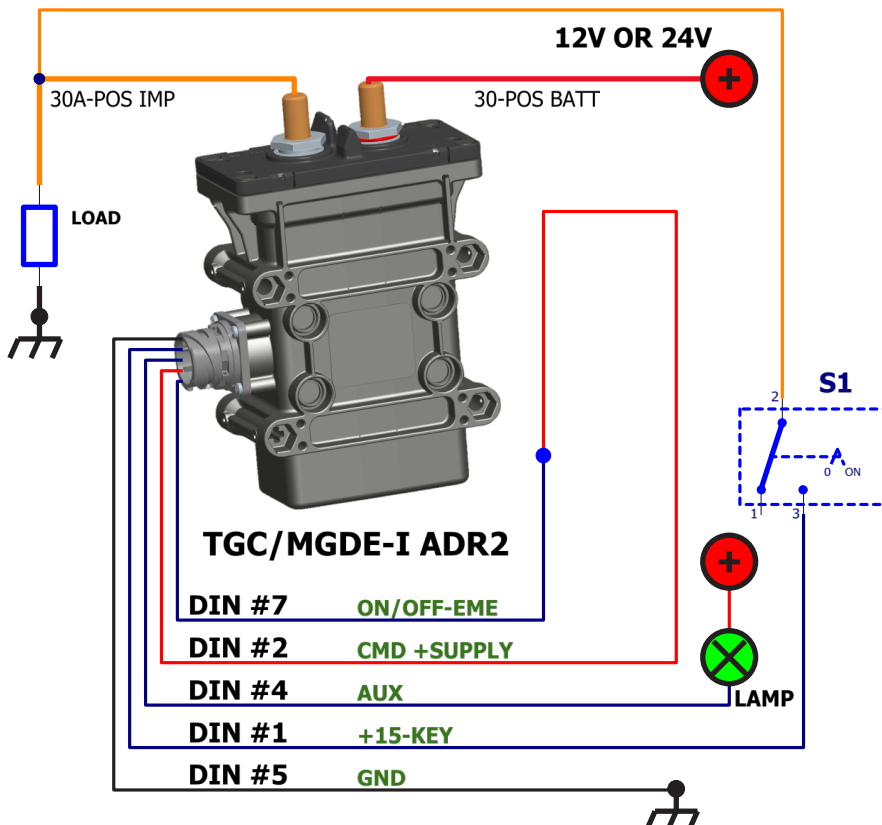 12V OR 24V
30A-POS IMP
30-POS BATT
LOAD
S1
2
0
ON
1
3
TGC/MGDE-I ADR2
DIN #7 ON/OFF-EME
DIN #2 CMD +SUPPLY
DIN #4 AUX
LAMP
DIN #1 +15-KEY
DIN #5 GND